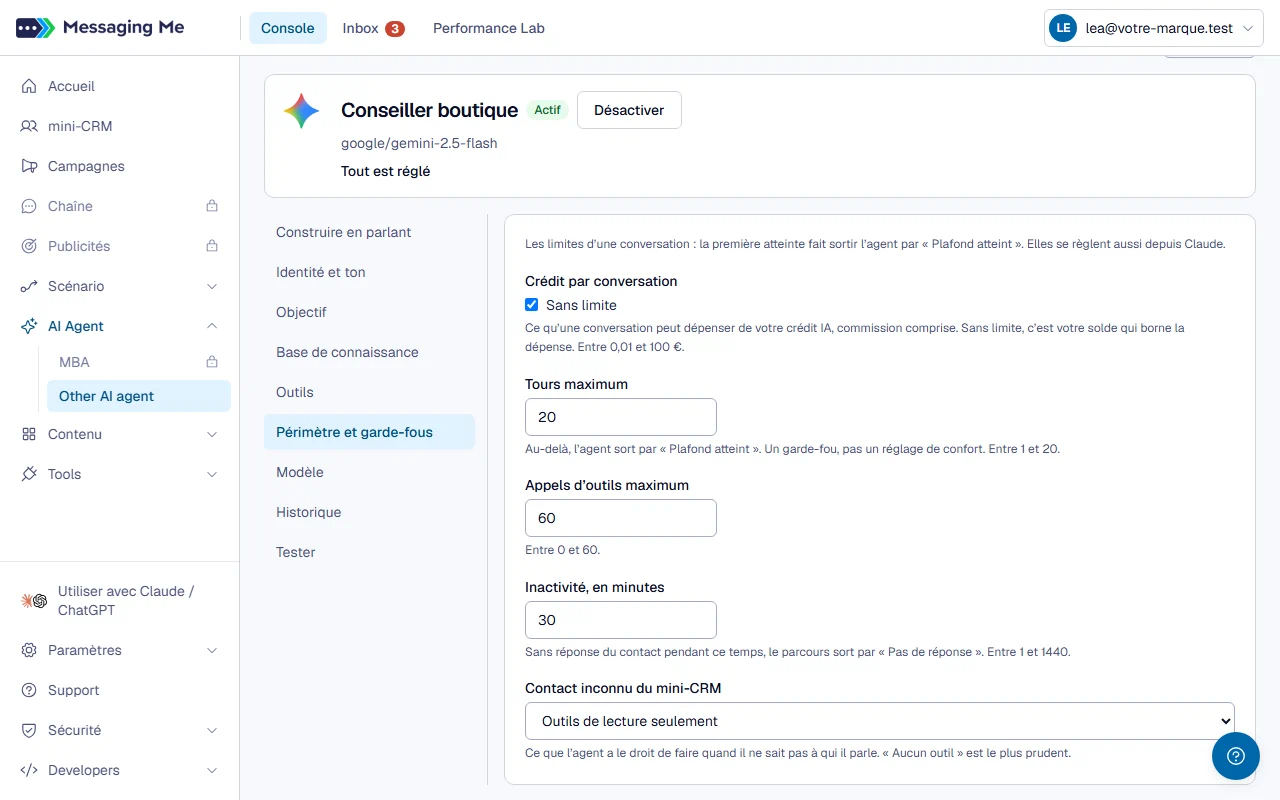 Messaging Me
Console
Inbox 3
Performance Lab
LE lea@votre-marque.test
Accueil
mini-CRM
Campagnes
Chaîne
Publicités
Scénario
AI Agent
MBA
Other AI agent
Contenu
Tools
Utiliser avec Claude /
ChatGPT
Paramètres
Support
Sécurité
Developers
Conseiller boutique Actif Désactiver
google/gemini-2.5-flash
Tout est réglé
Construire en parlant
Identité et ton
Objectif
Base de connaissance
Outils
Périmètre et garde-fous
Modèle
Historique
Tester
Les limites d’une conversation : la première atteinte fait sortir l’agent par « Plafond atteint ». Elles se règlent aussi depuis Claude.
Crédit par conversation
Sans limite
Ce qu’une conversation peut dépenser de votre crédit IA, commission comprise. Sans limite, c’est votre solde qui borne la
dépense. Entre 0,01 et 100 €.
Tours maximum
20
Au-delà, l’agent sort par « Plafond atteint ». Un garde-fou, pas un réglage de confort. Entre 1 et 20.
Appels d’outils maximum
60
Entre 0 et 60.
Inactivité, en minutes
30
Sans réponse du contact pendant ce temps, le parcours sort par « Pas de réponse ». Entre 1 et 1440.
Contact inconnu du mini-CRM
Outils de lecture seulement
Ce que l’agent a le droit de faire quand il ne sait pas à qui il parle. « Aucun outil » est le plus prudent.